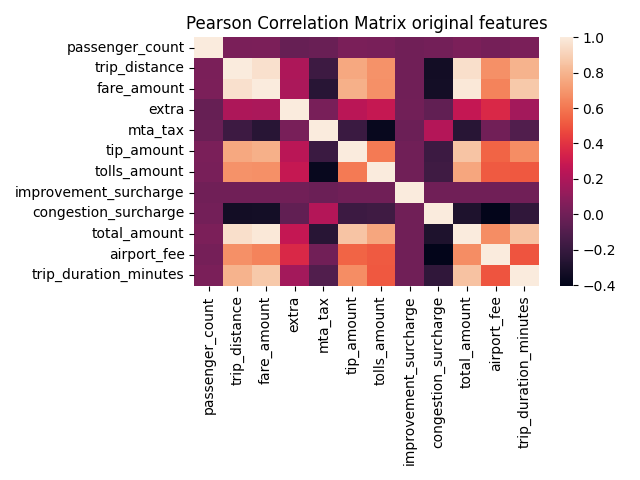 Pearson Correlation Matrix original features
passenger_count
trip_distance
fare_amount
extra
mta_tax
tip_amount
tolls_amount
improvement_surcharge
congestion_surcharge
total_amount
airport_fee
trip_duration_minutes
passenger_count
trip_distance
fare_amount
extra
mta_tax
tip_amount
tolls_amount
improvement_surcharge
congestion_surcharge
total_amount
airport_fee
trip_duration_minutes
1.0
0.8
0.6
0.4
0.2
0.0
−0.2
−0.4